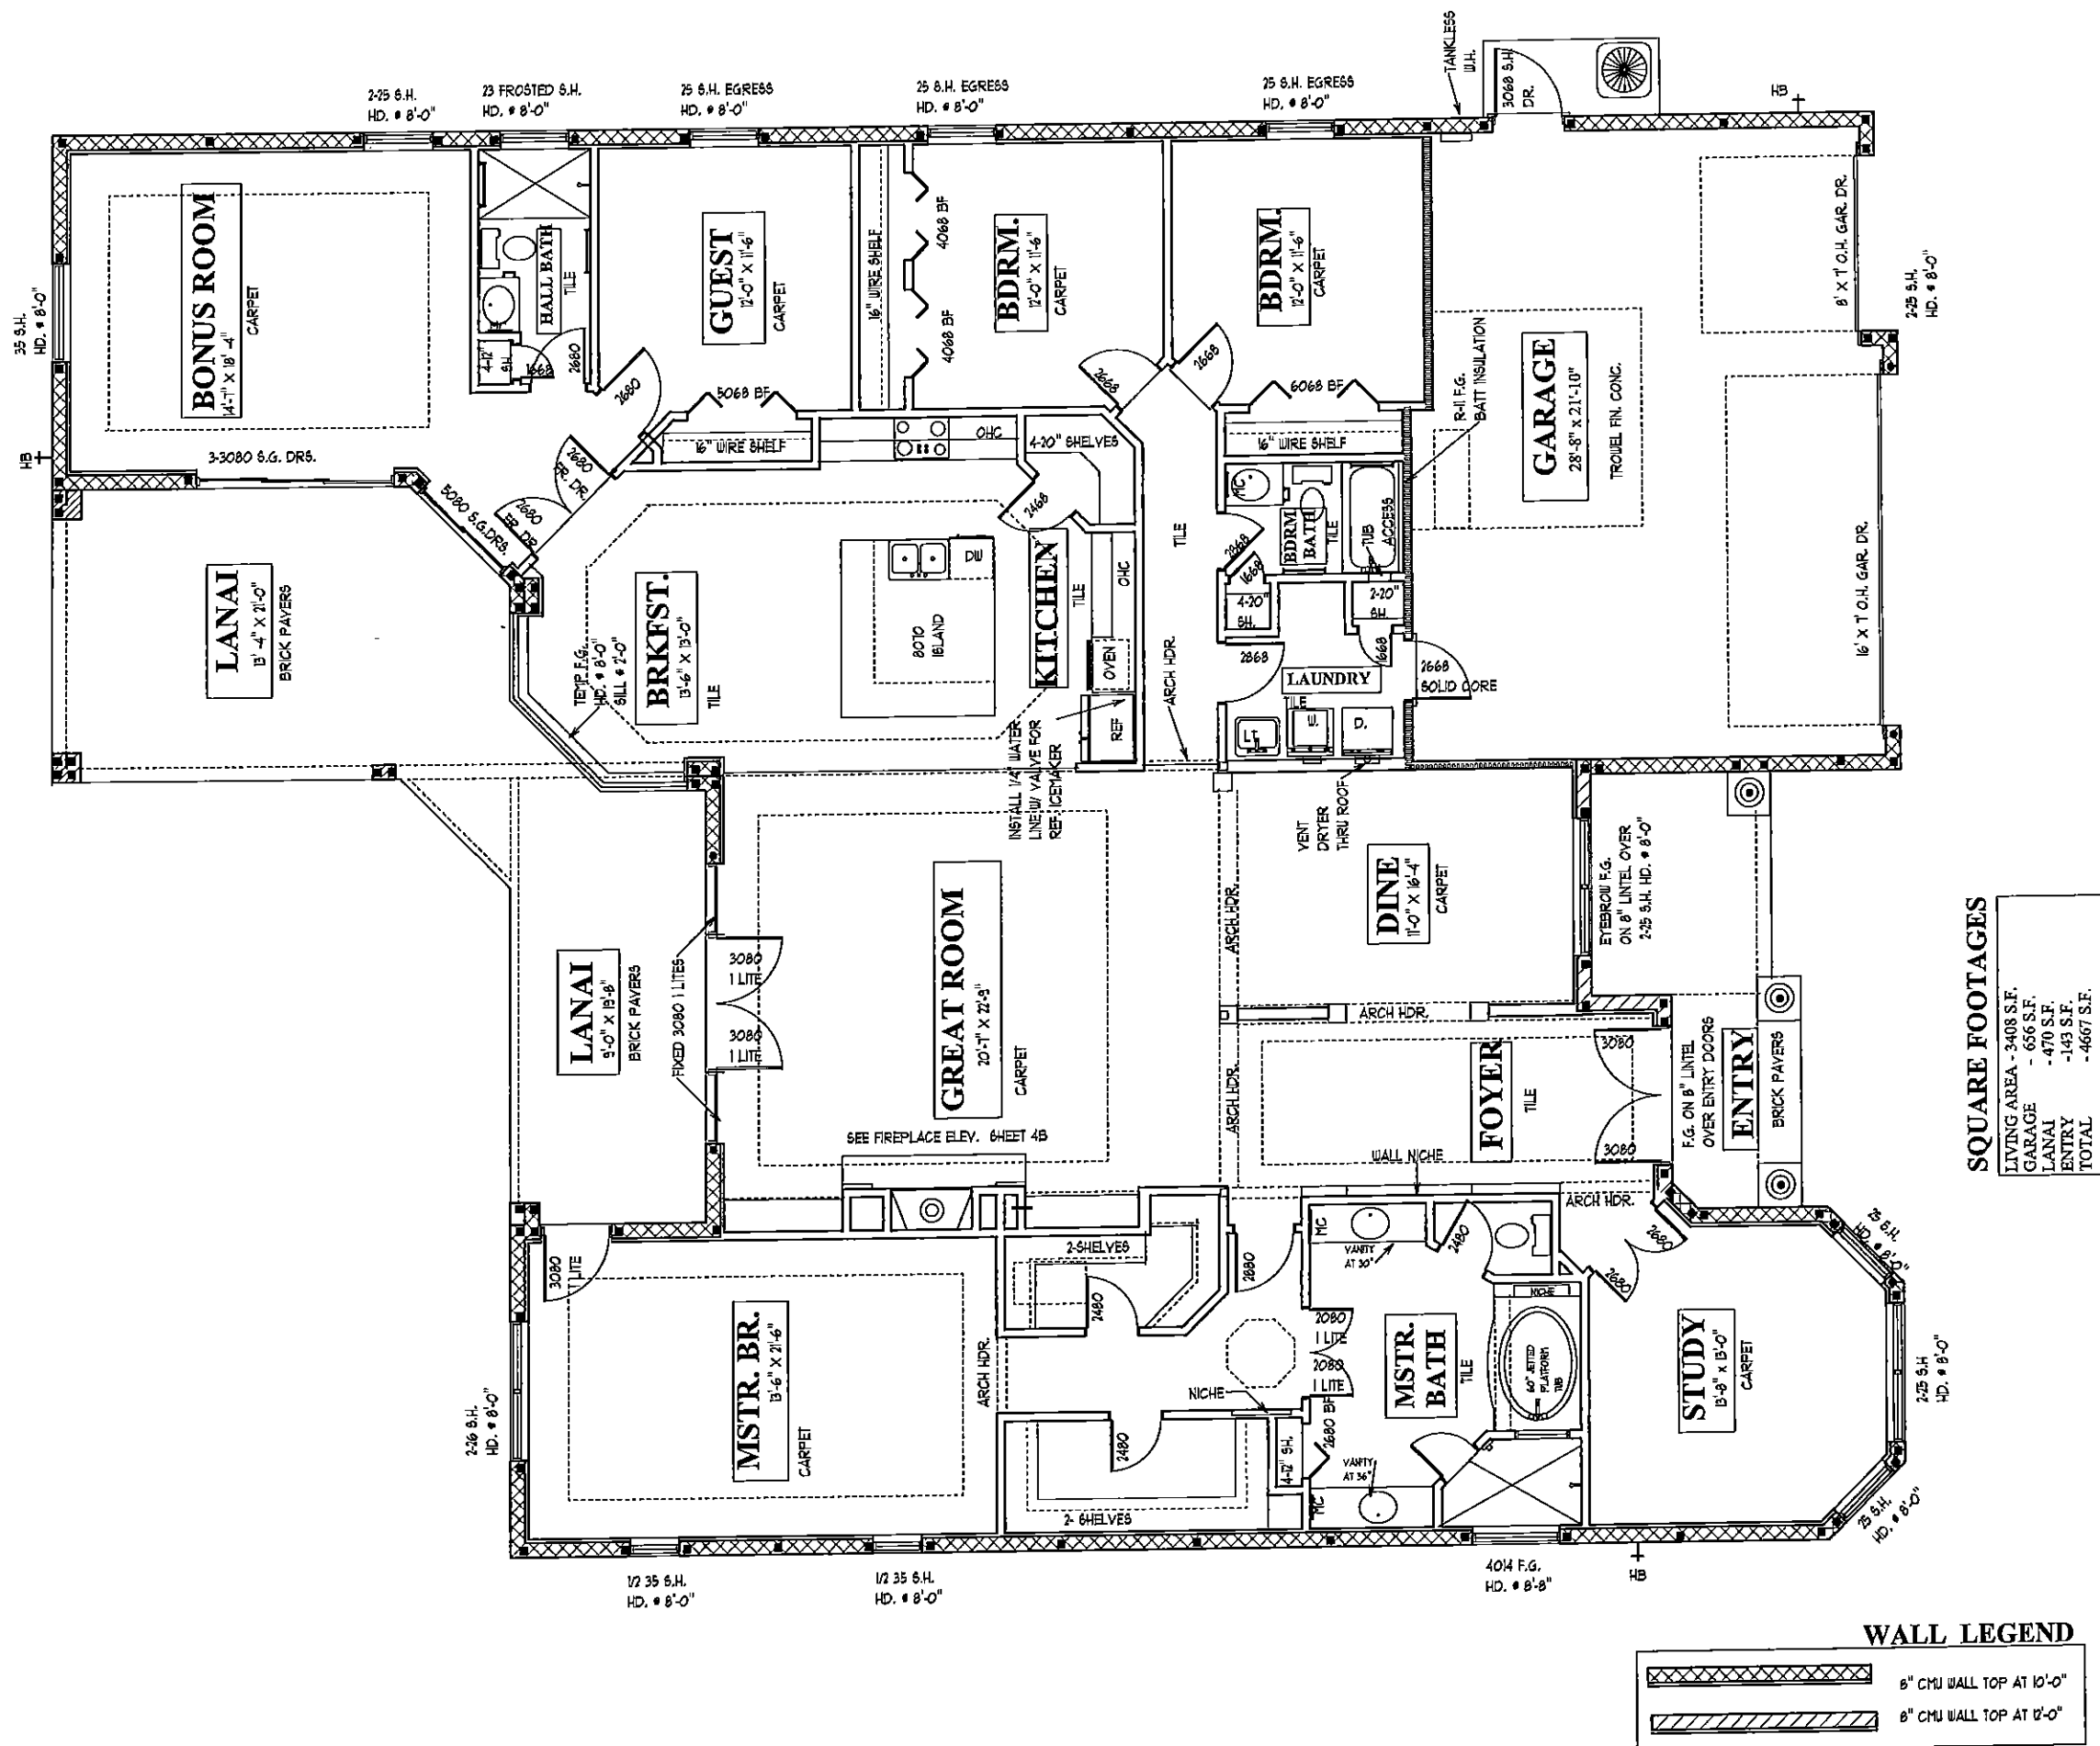 2-25 S.H.
HD. @ 8'-0"
23 FROSTED S.H.
HD. @ 8'-0"
25 S.H. EGRESS
HD. @ 8'-0"
25 S.H. EGRESS
HD. @ 8'-0"
25 S.H. EGRESS
HD. @ 8'-0"
TANKLESS
W.H.
3068 S.H.
DR.
HB
35 S.H.
HD. @ 8'-0"
HB
BONUS ROOM
14'-7" X 18'-4"
CARPET
3-3080 S.G. DRS.
5080 S.G.DRS.
2680
FR. DR.
2680
FR. DR.
HALL BATH
TILE
4-12"
SH.
1668
2680
2680
GUEST
12'-0" X 11'-6"
CARPET
5068 BF
16" WIRE SHELF
16" WIRE SHELF
4068 BF
4068 BF
BDRM.
12'-0" X 11'-6"
CARPET
2668
2668
BDRM.
12'-0" X 11'-6"
CARPET
6068 BF
16" WIRE SHELF
R-11 F.G.
BATT INSULATION
GARAGE
28'-8" X 21'-10"
TROWEL FIN. CONC.
8' X 7' O.H. GAR. DR.
2-25 S.H.
HD. @ 8'-0"
16' X 7' O.H. GAR. DR.
LANAI
13'-4" X 21'-0"
BRICK PAVERS
TEMP. F.G.
HD. @ 8'-0"
SILL @ 2'-0"
BRKFST.
13'-6" X 13'-0"
TILE
8070
ISLAND
DW
OHC
4-20" SHELVES
2468
KITCHEN
TILE
OHC
OVEN
REF
INSTALL 1/4" WATER
LINE W/ VALVE FOR
REF. ICEMAKER
TILE
ARCH HDR.
MC
BDRM
BATH
TILE
TUB
ACCESS
2868
1668
4-20"
SH.
2-20"
SH.
1668
2868
LAUNDRY
TILE
LT
W.
D.
2668
SOLID CORE
VENT
DRYER
THRU ROOF
LANAI
9'-0" X 19'-8"
BRICK PAVERS
FIXED 3080 1 LITES
3080
1 LITE
3080
1 LITE
GREAT ROOM
20'-7" X 22'-9"
CARPET
SEE FIREPLACE ELEV. SHEET 4B
ARCH.HDR.
ARCH.HDR.
DINE
11'-0" X 16'-4"
CARPET
ARCH HDR.
EYEBROW F.G.
ON 8" LINTEL OVER
2-25 S.H. HD. @ 8'-0"
FOYER
TILE
3080
3080
F.G. ON 8" LINTEL
OVER ENTRY DOORS
ENTRY
BRICK PAVERS
WALL NICHE
ARCH HDR.
SQUARE FOOTAGES
LIVING AREA - 3408 S.F.
GARAGE - 656 S.F.
LANAI - 470 S.F.
ENTRY -143 S.F.
TOTAL - 4667 S.F.
3080
1 LITE
MSTR. BR.
13'-6" X 21'-6"
CARPET
2-26 S.H.
HD. @ 8'-0"
ARCH HDR.
2-SHELVES
2480
2480
2- SHELVES
2880
NICHE
4-12" SH.
2680 BF
2080
1 LITE
2080
1 LITE
MC
VANITY
AT 30"
2480
MSTR.
BATH
TILE
NICHE
60" JETTED
PLATFORM
TUB
VANITY
AT 36"
MC
2680
2680
STUDY
13'-8" X 13'-0"
CARPET
25 S.H.
HD. @ 8'-0"
2-25 S.H
HD. @ 8'-0"
25 S.H.
HD. @ 8'-0"
1/2 35 S.H.
HD. @ 8'-0"
1/2 35 S.H.
HD. @ 8'-0"
4014 F.G.
HD. @ 8'-8"
HB
WALL LEGEND
8" CMU WALL TOP AT 10'-0"
8" CMU WALL TOP AT 12'-0"